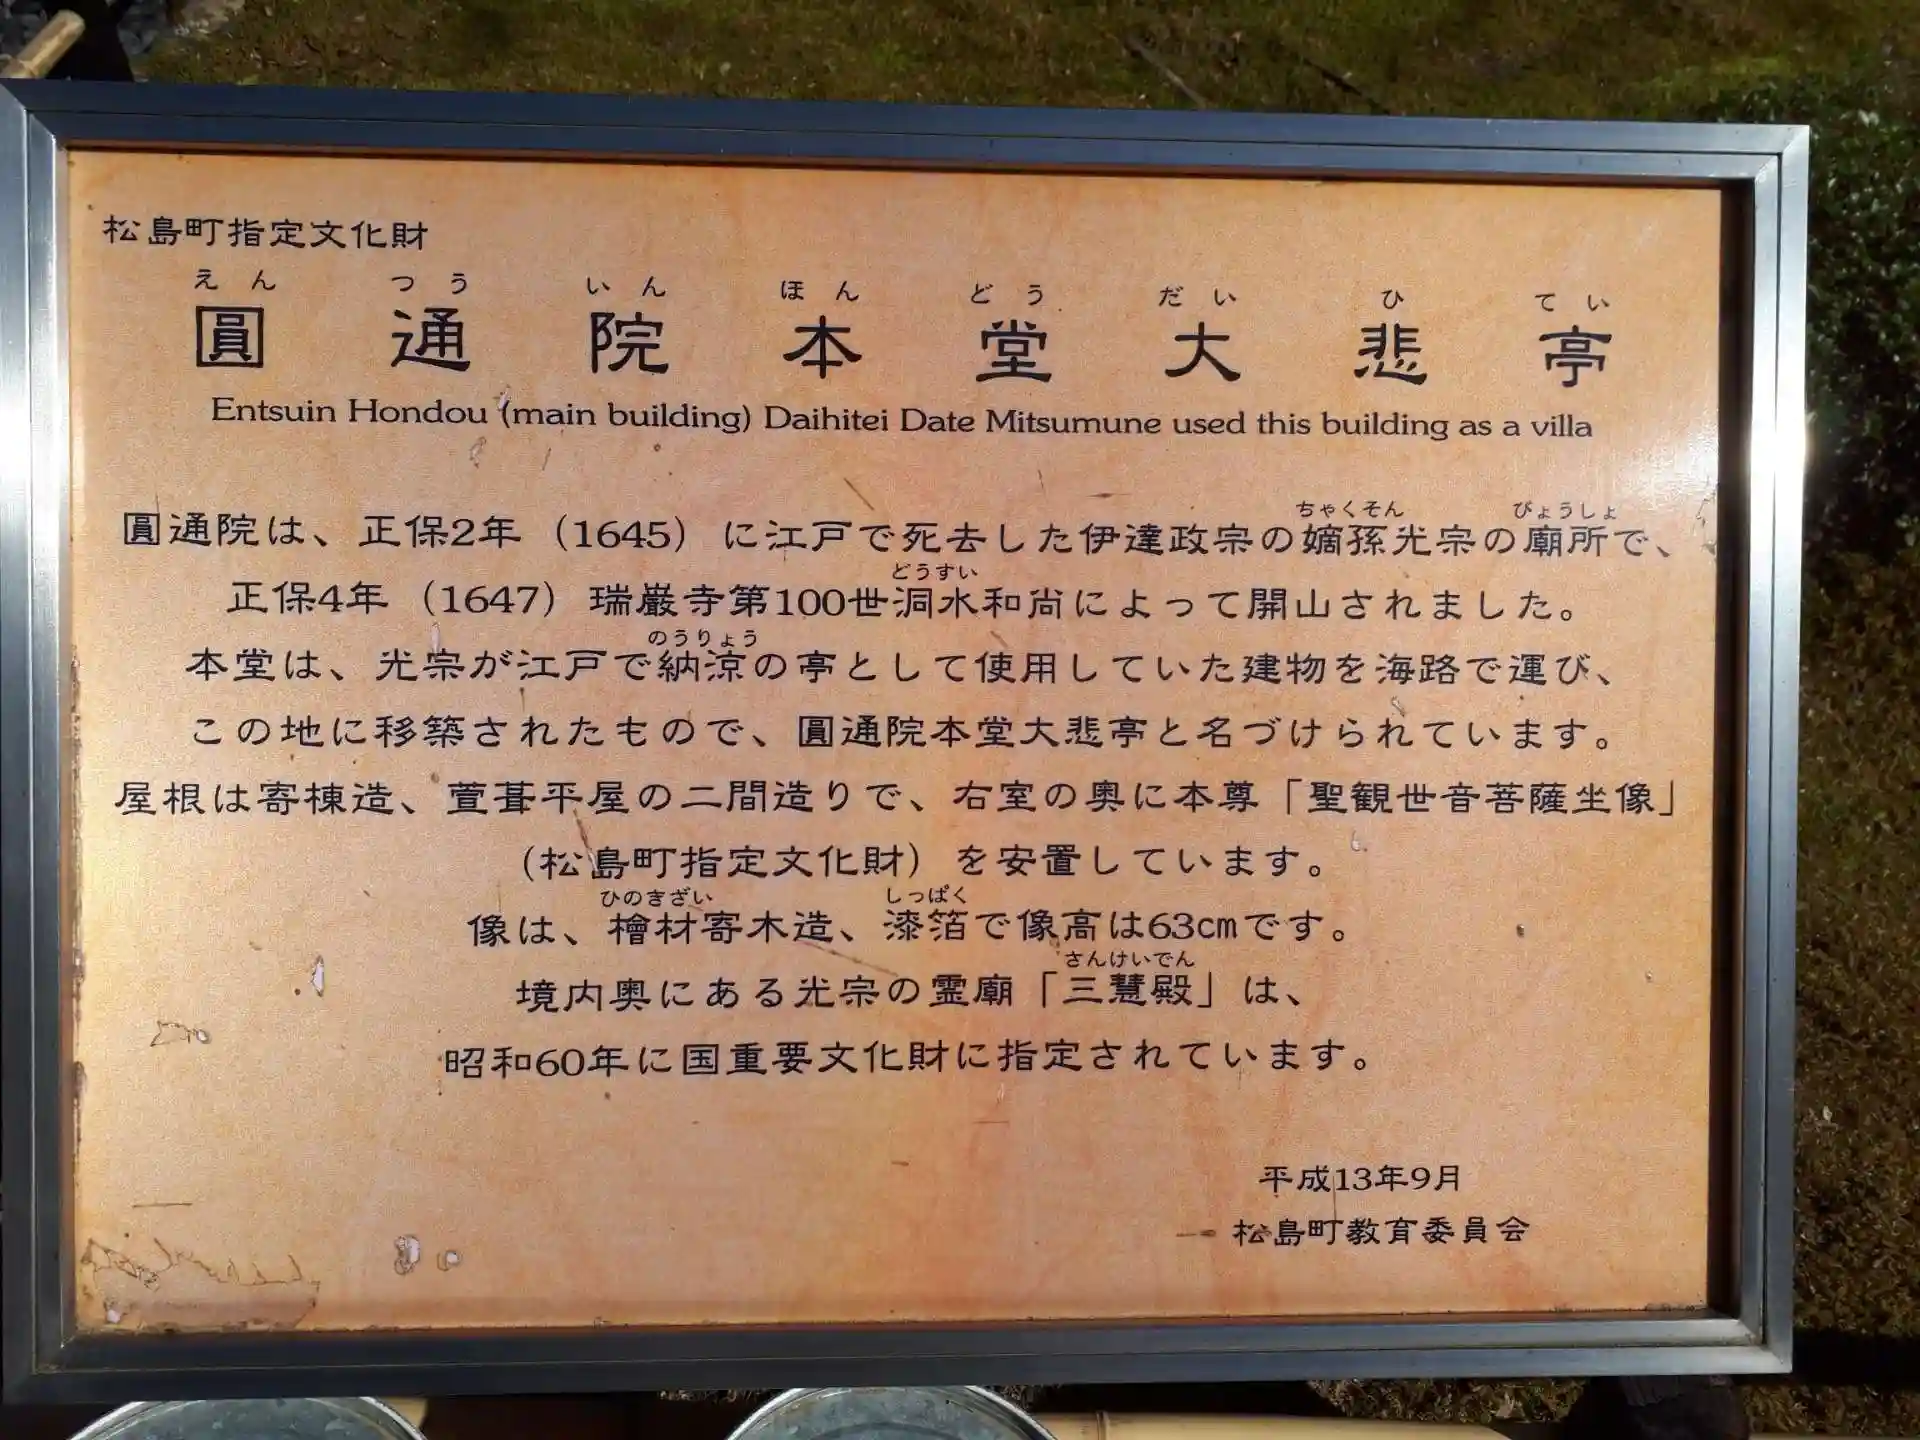 松島町指定文化財
えん つう いん ほん どう だい ひ てい
圓通院本堂大悲亭
Entsuin Hondou (main building) Daihitei Date Mitsumune used this building as a villa
ちゃくそん びょうしょ
圓通院は、正保2年（1645）に江戸で死去した伊達政宗の嫡孫光宗の廟所で、
どうすい
正保4年（1647）瑞巌寺第100世洞水和尚によって開山されました。
のうりょう
本堂は、光宗が江戸で納涼の亭として使用していた建物を海路で運び、
この地に移築されたもので、圓通院本堂大悲亭と名づけられています。
屋根は寄棟造、萱葺平屋の二間造りで、右室の奥に本尊「聖観世音菩薩坐像」
（松島町指定文化財）を安置しています。
ひのきざい しっぱく
像は、檜材寄木造、漆箔で像高は63㎝です。
さんけいでん
境内奥にある光宗の霊廟「三慧殿」は、
昭和60年に国重要文化財に指定されています。
平成13年9月
松島町教育委員会